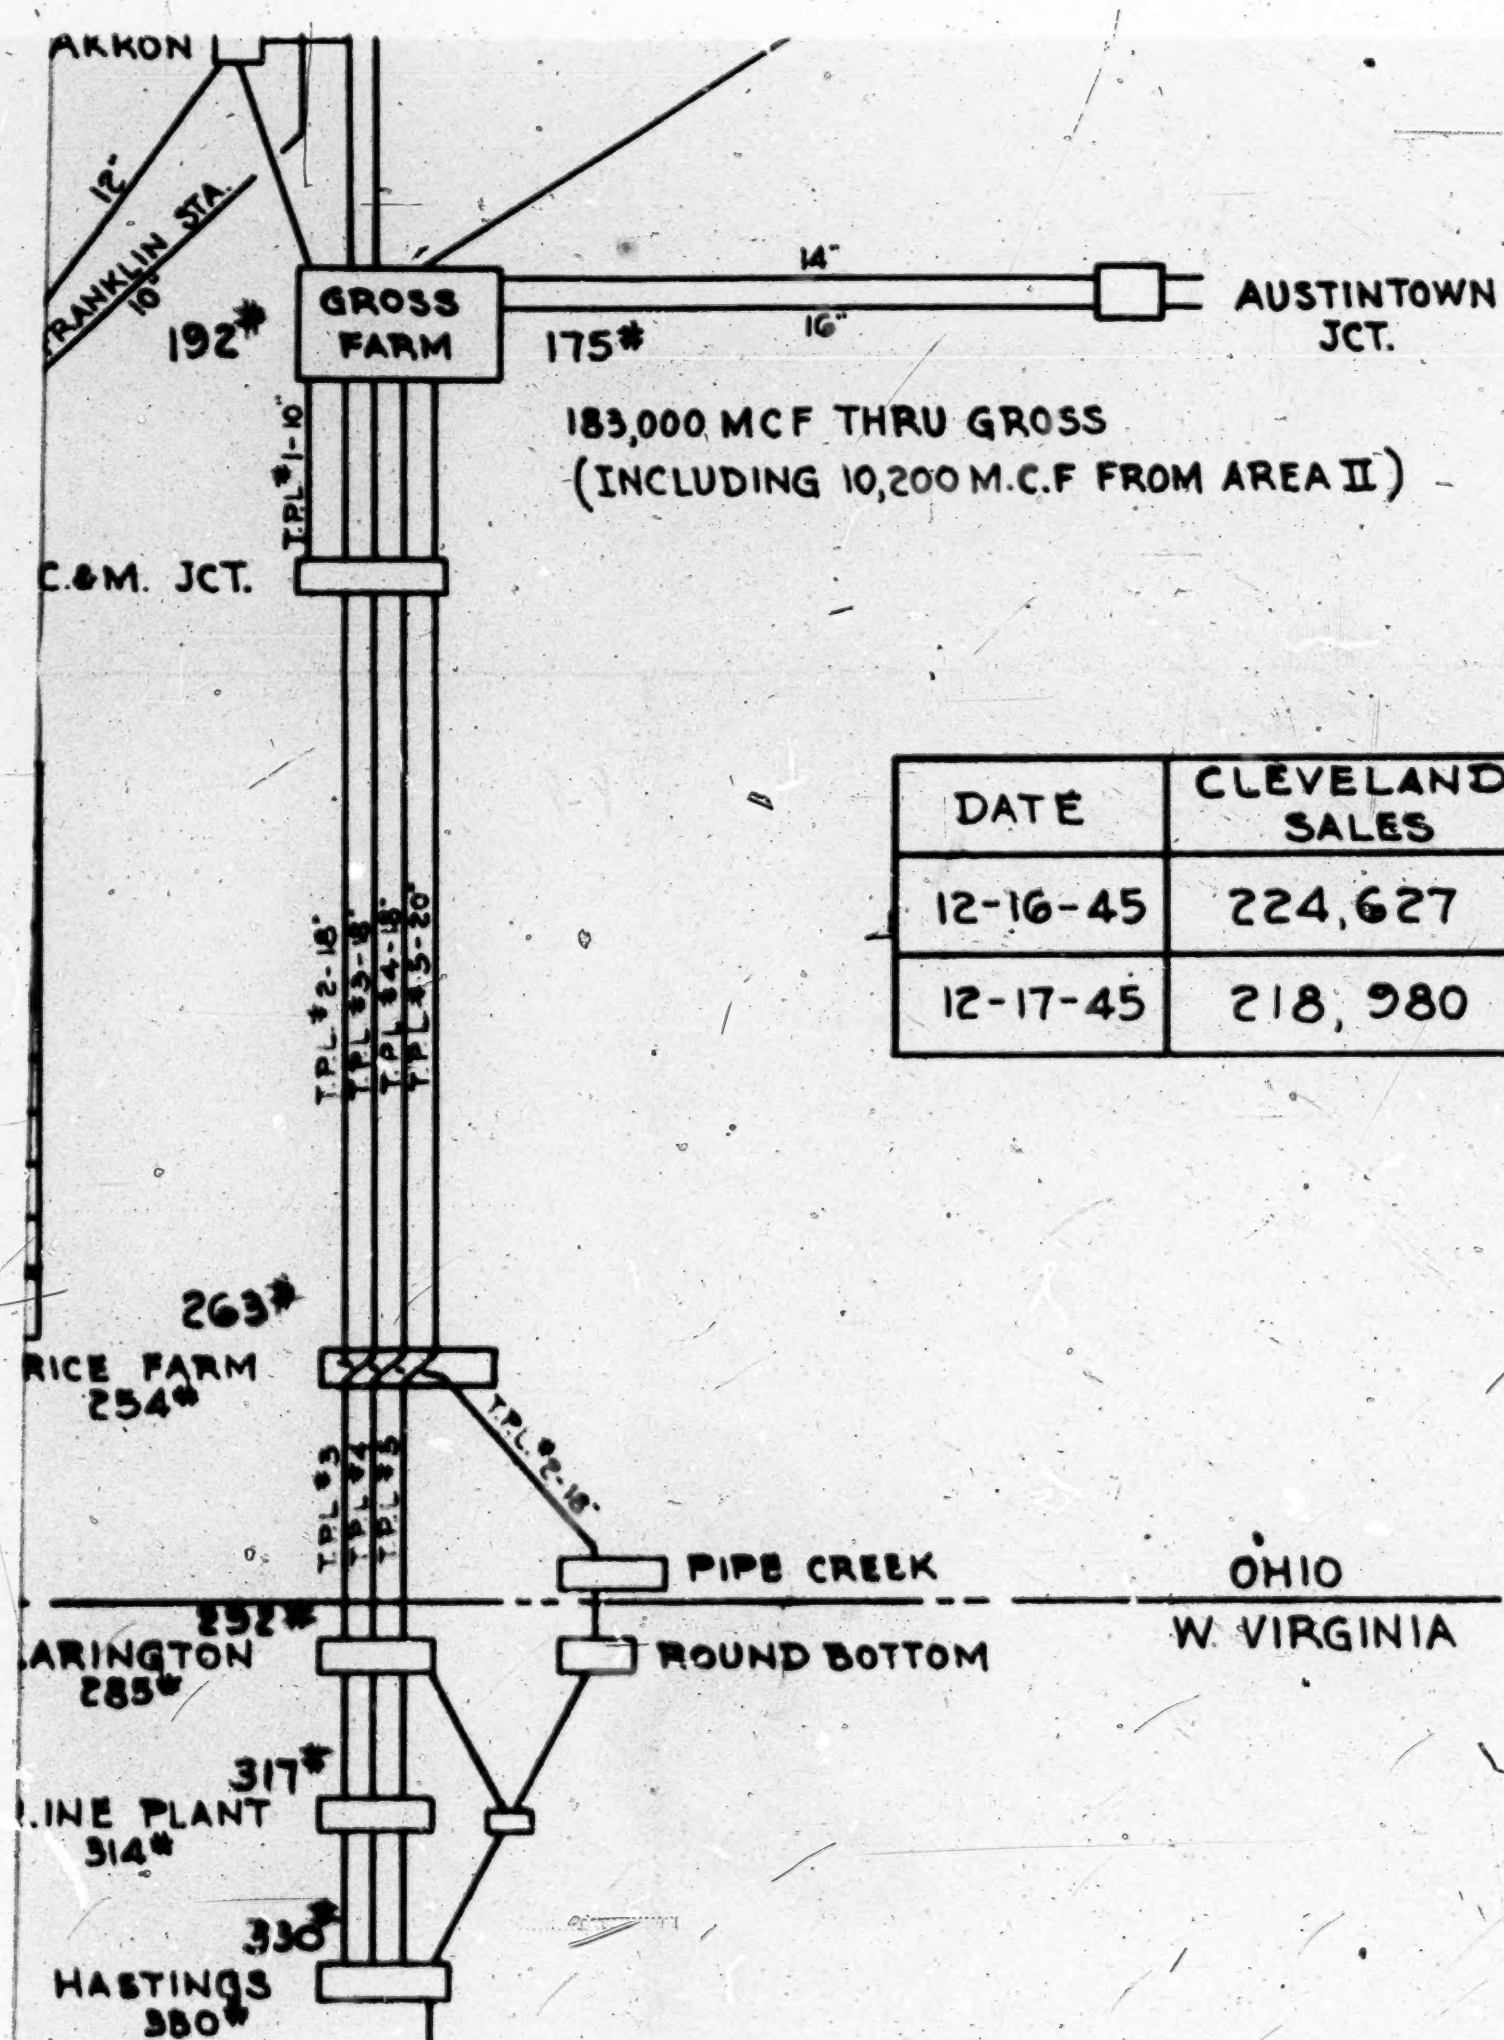 AKRON
12"
FRANKLIN STA.
10"
192#
GROSS
FARM
175#
14"
16"
AUSTINTOWN
JCT.
183,000 MCF THRU GROSS
(INCLUDING 10,200 M.C.F FROM AREA II)
T.P.L. #1-10"
C.&M. JCT.
DATE
CLEVELAND
SALES
12-16-45
224,627
12-17-45
218,980
T.P.L. #2-18"
T.P.L. #3-18"
T.P.L. #4-18"
T.P.L. #5-20"
263#
RICE FARM
254#
T.P.L. #3
T.P.L. #4
T.P.L. #5
T.P.L. #2-18"
PIPE CREEK
OHIO
W. VIRGINIA
ARINGTON
285#
ROUND BOTTOM
317#
INE PLANT
314#
330#
HASTINGS